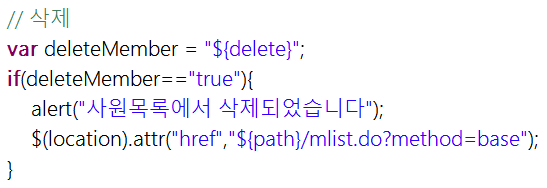 // 삭제
var deleteMember = "${delete}";
if(deleteMember=="true"){
    alert("사원목록에서 삭제되었습니다");
    $(location).attr("href","${path}/mlist.do?method=base");
}